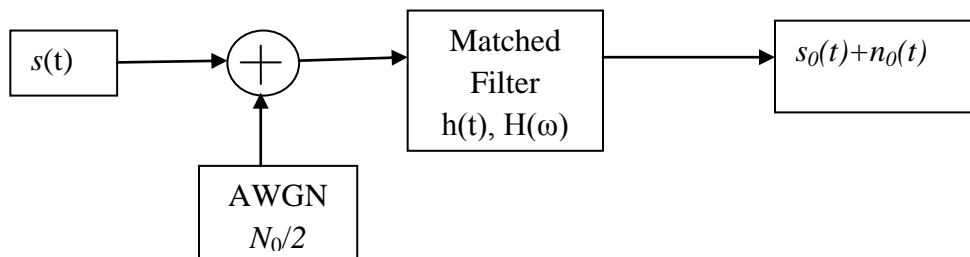 s(t)
Matched
Filter
h(t), H(ω)
s₀(t)+n₀(t)
AWGN
N₀/2